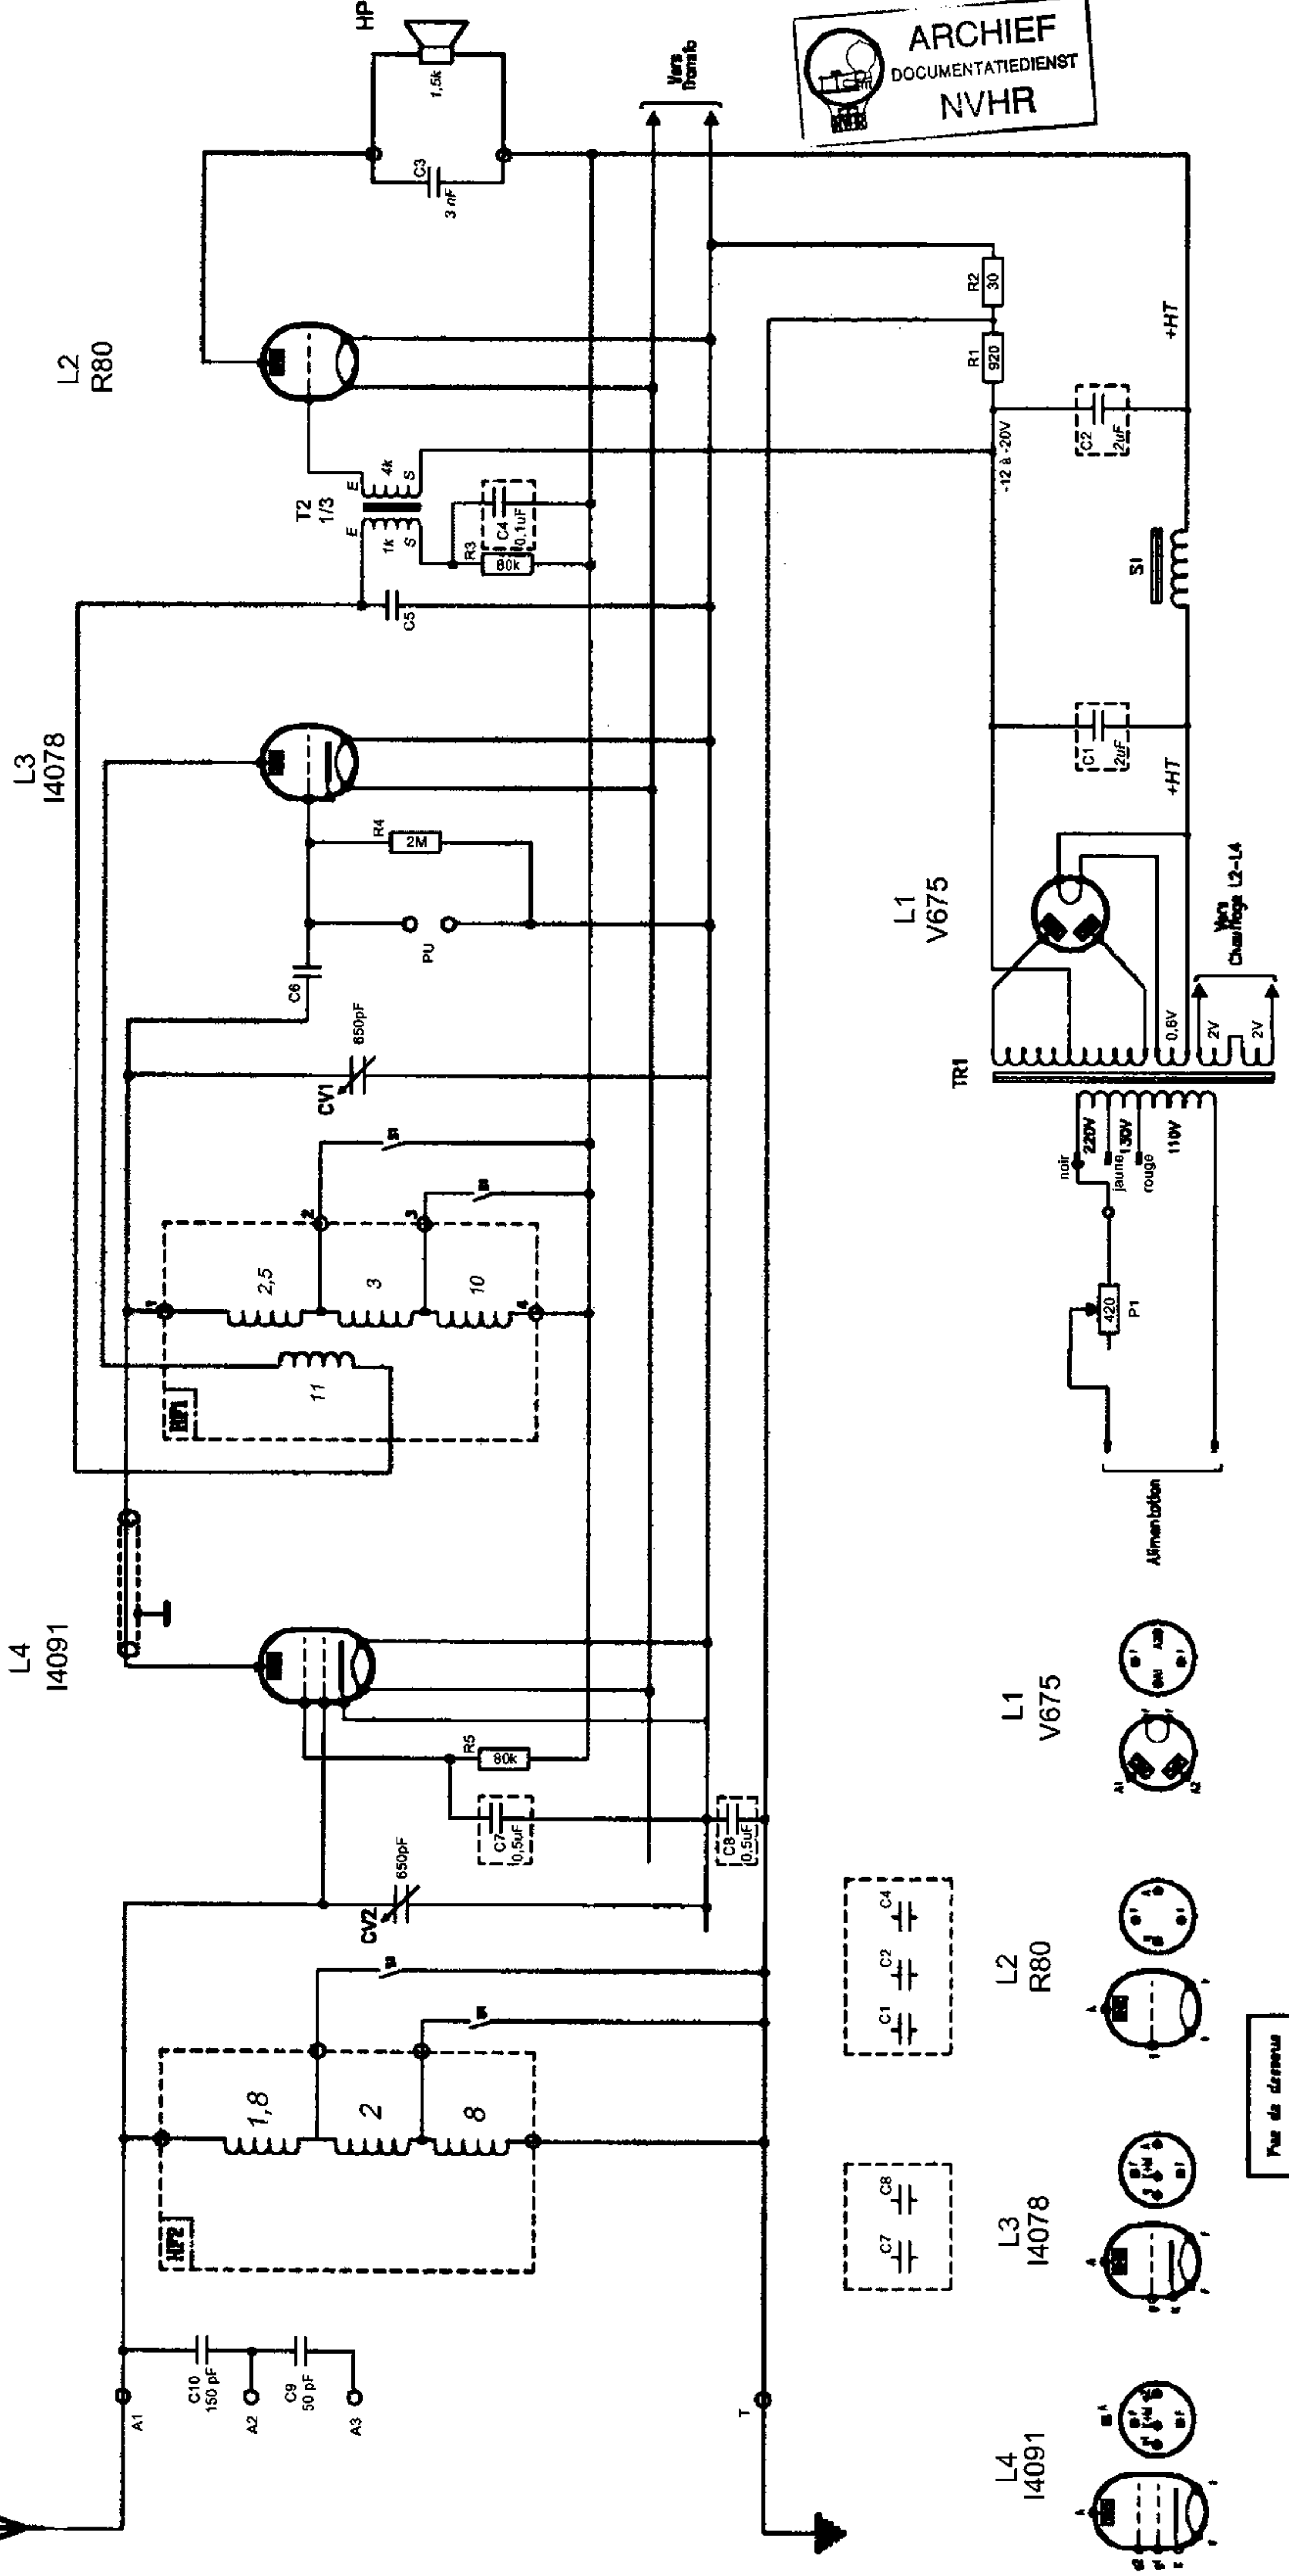 HP
1,5k
C3
3 nF
Vers
Transfo
ARCHIEF
DOCUMENTATIEDIENST
NVHR
L2
R80
R2
30
R1
920
+HT
-12 à -20V
C2
2uF
T2
1/3
E
4k
S
E
1k
S
R3
80k
C4
0,1uF
C5
S1
L3
I4078
C1
2uF
+HT
R4
2M
PU
C6
L1
V675
Vers
Chauffage L2-L4
0,6V
2V
2V
TR1
CV1
650pF
220V
130V
110V
noir
jaune
rouge
1
2
3
4
2,5
3
10
11
HF1
420
P1
Alimentation
L4
I4091
R5
80k
C7
0,5uF
C8
0,5uF
CV2
650pF
1,8
2
8
HF2
C10
150 pF
C9
50 pF
A1
A2
A3
T
C1
C2
C4
C7
C8
L1
V675
A1
A2
L2
R80
A
L3
I4078
A
L4
I4091
A
Vue de dessous